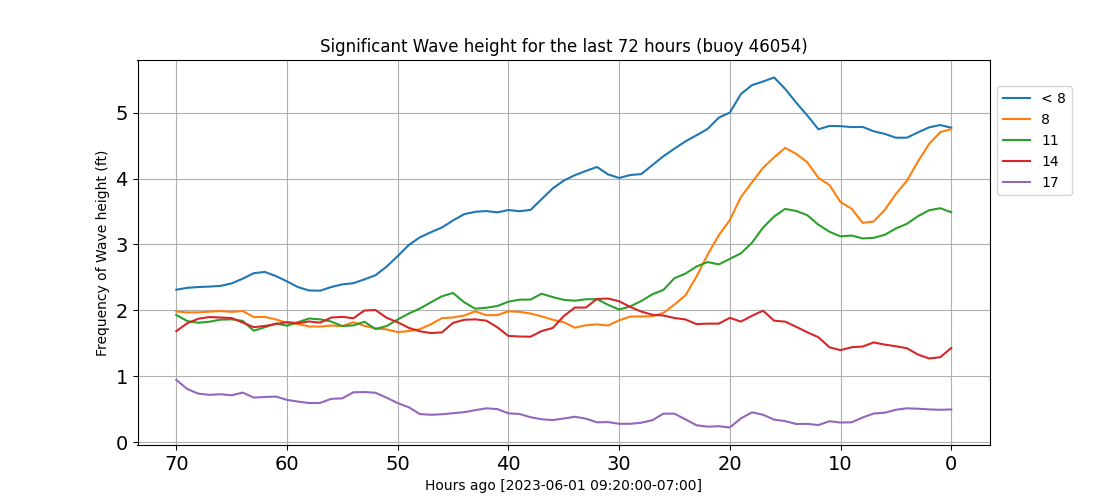 Significant Wave height for the last 72 hours (buoy 46054)
Frequency of Wave height (ft)
5
4
3
2
1
0
70 60 50 40 30 20 10 0
Hours ago [2023-06-01 09:20:00-07:00]
< 8
8
11
14
17